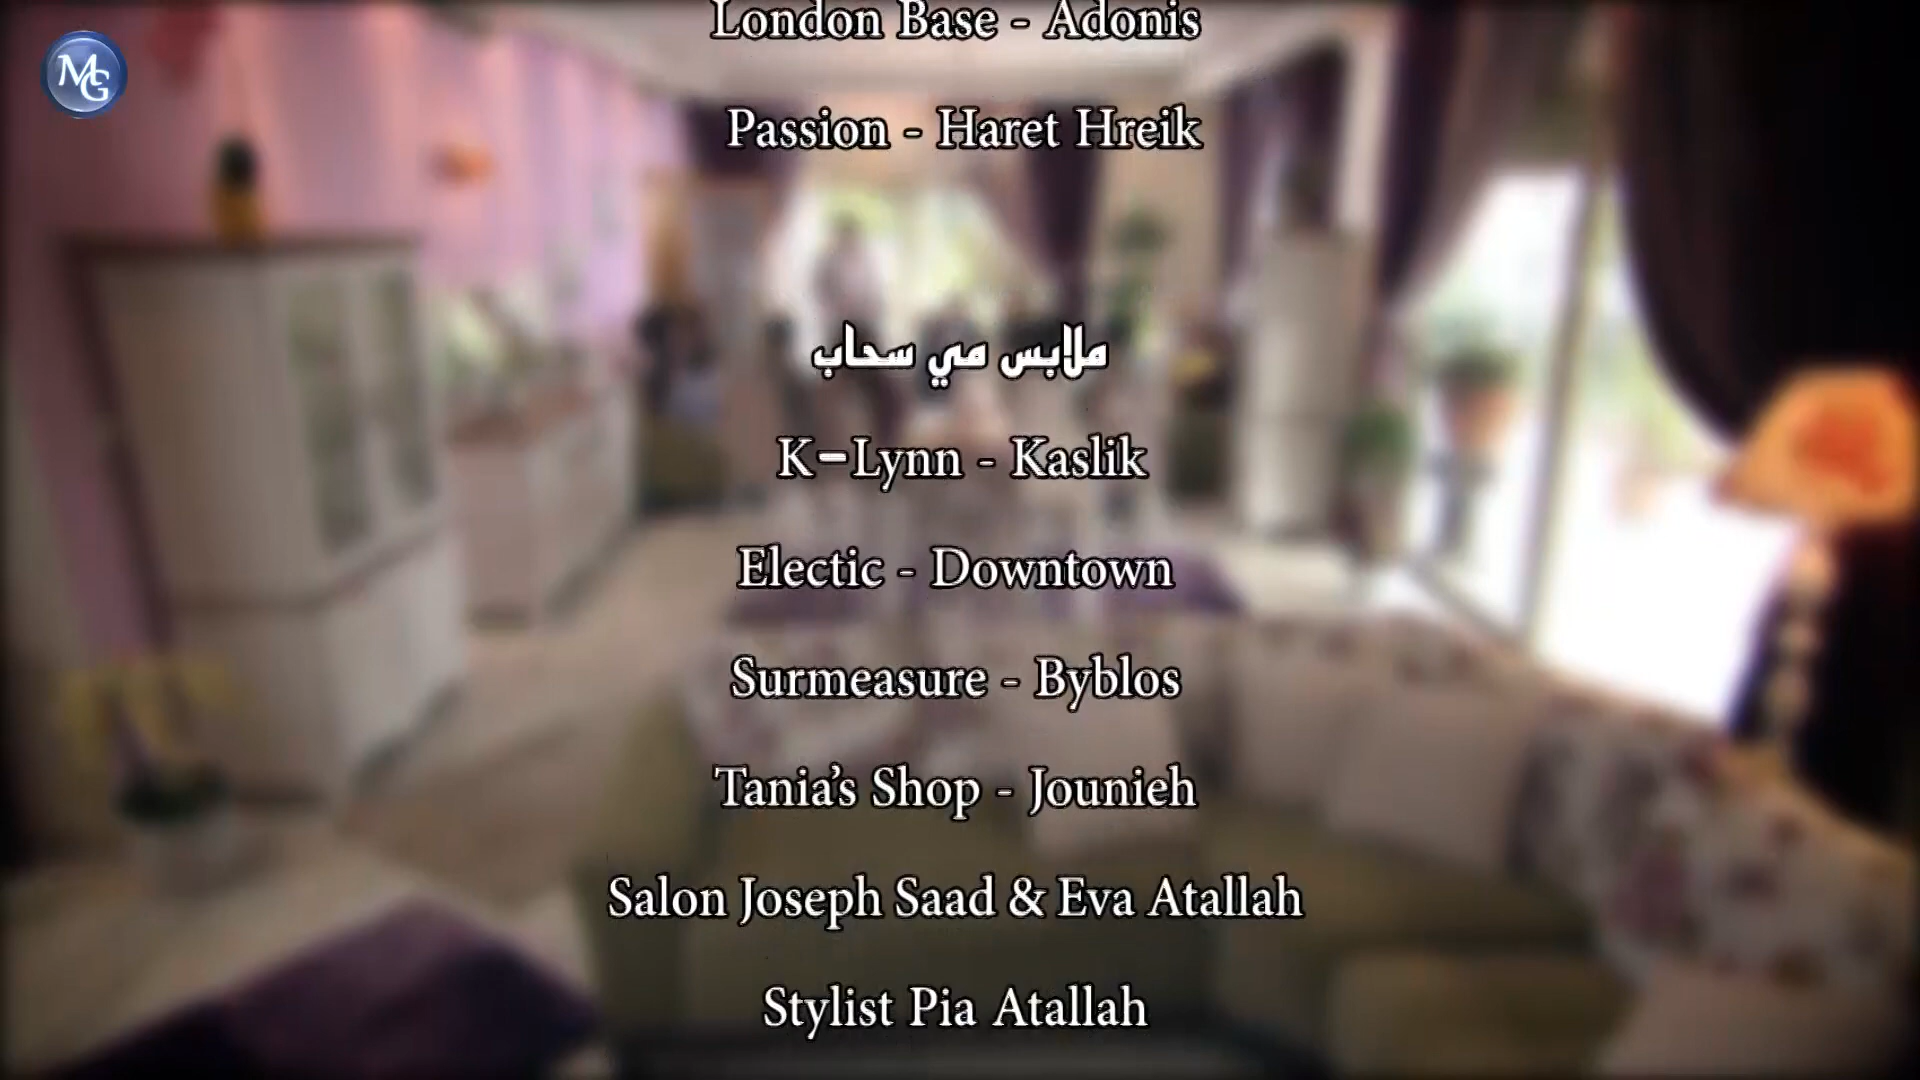 London Base - Adonis
MG
Passion - Haret Hreik
ملابس مي سحاب
K-Lynn - Kaslik
Electic - Downtown
Surmeasure - Byblos
Tania's Shop - Jounieh
Salon Joseph Saad & Eva Atallah
Stylist Pia Atallah